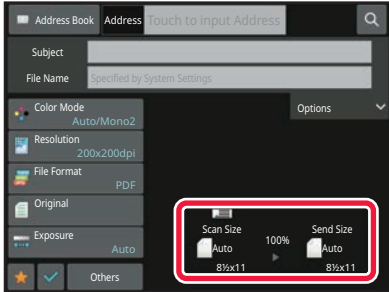 Address Book Address Touch to input Address
Subject
File Name Specified by System Settings
Color Mode
Auto/Mono2
Options
Resolution
200x200dpi
File Format
PDF
Original
Exposure
Auto
Scan Size
Auto
8½x11
100%
Send Size
Auto
8½x11
Others